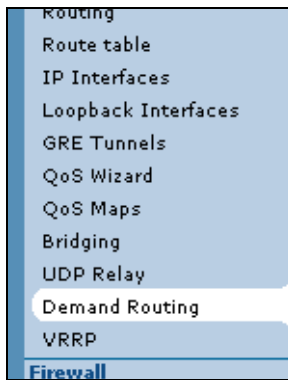 Routing
Route table
IP Interfaces
Loopback Interfaces
GRE Tunnels
QoS Wizard
QoS Maps
Bridging
UDP Relay
Demand Routing
VRRP
Firewall